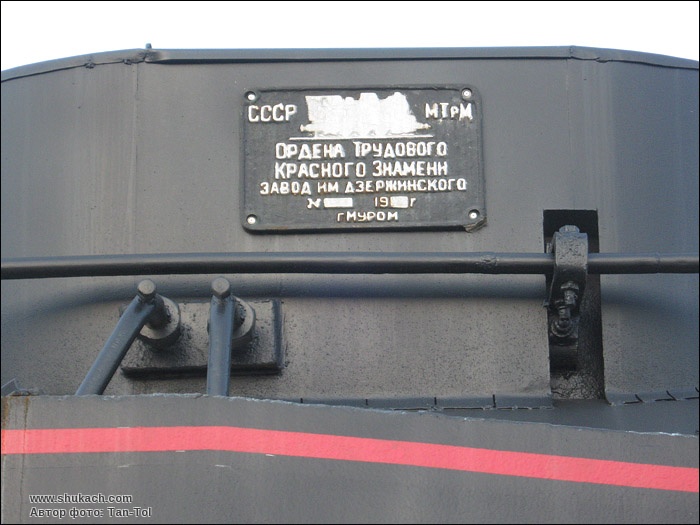 СССР МТрМ
ОРДЕНА ТРУДОВОГО
КРАСНОГО ЗНАМЕНИ
ЗАВОД ИМ ДЗЕРЖИНСКОГО
№ 19 г
г МУРОМ
www.shukach.com
Автор фото: Tan-Tol